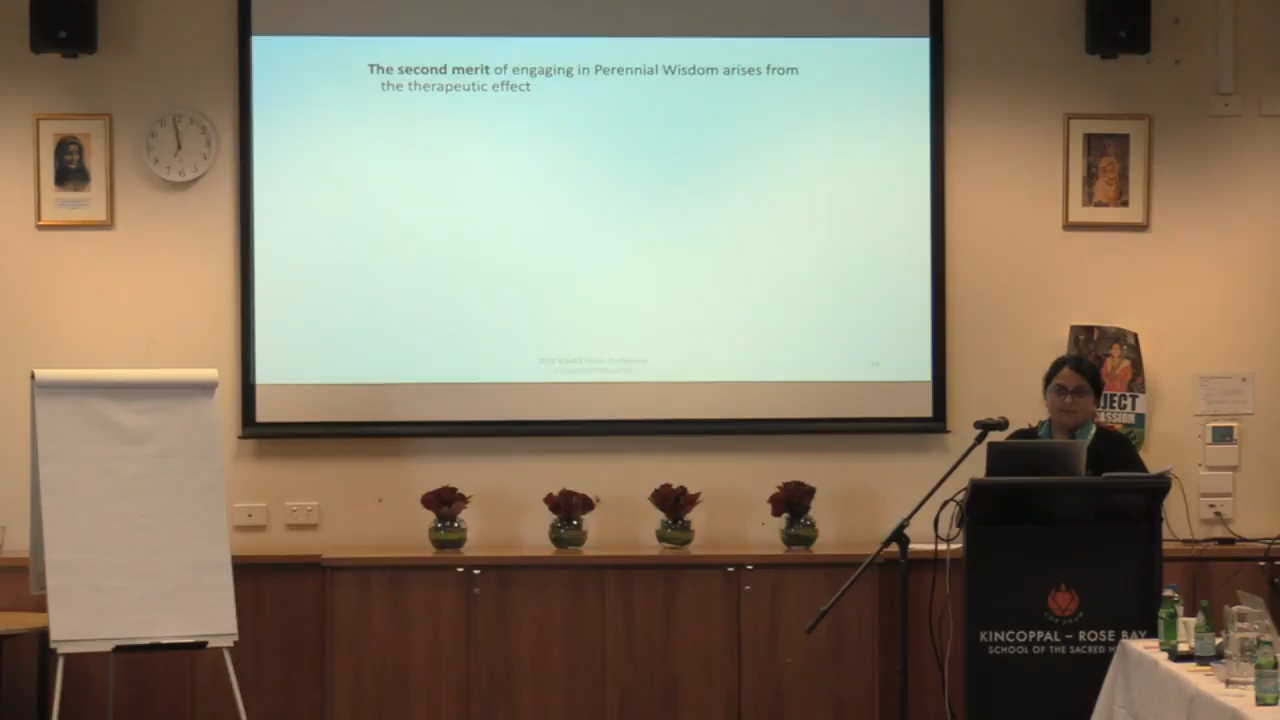 The second merit of engaging in Perennial Wisdom arises from
the therapeutic effect
JECT
ASSION
KINCOPPAL – ROSE BAY
SCHOOL OF THE SACRED H